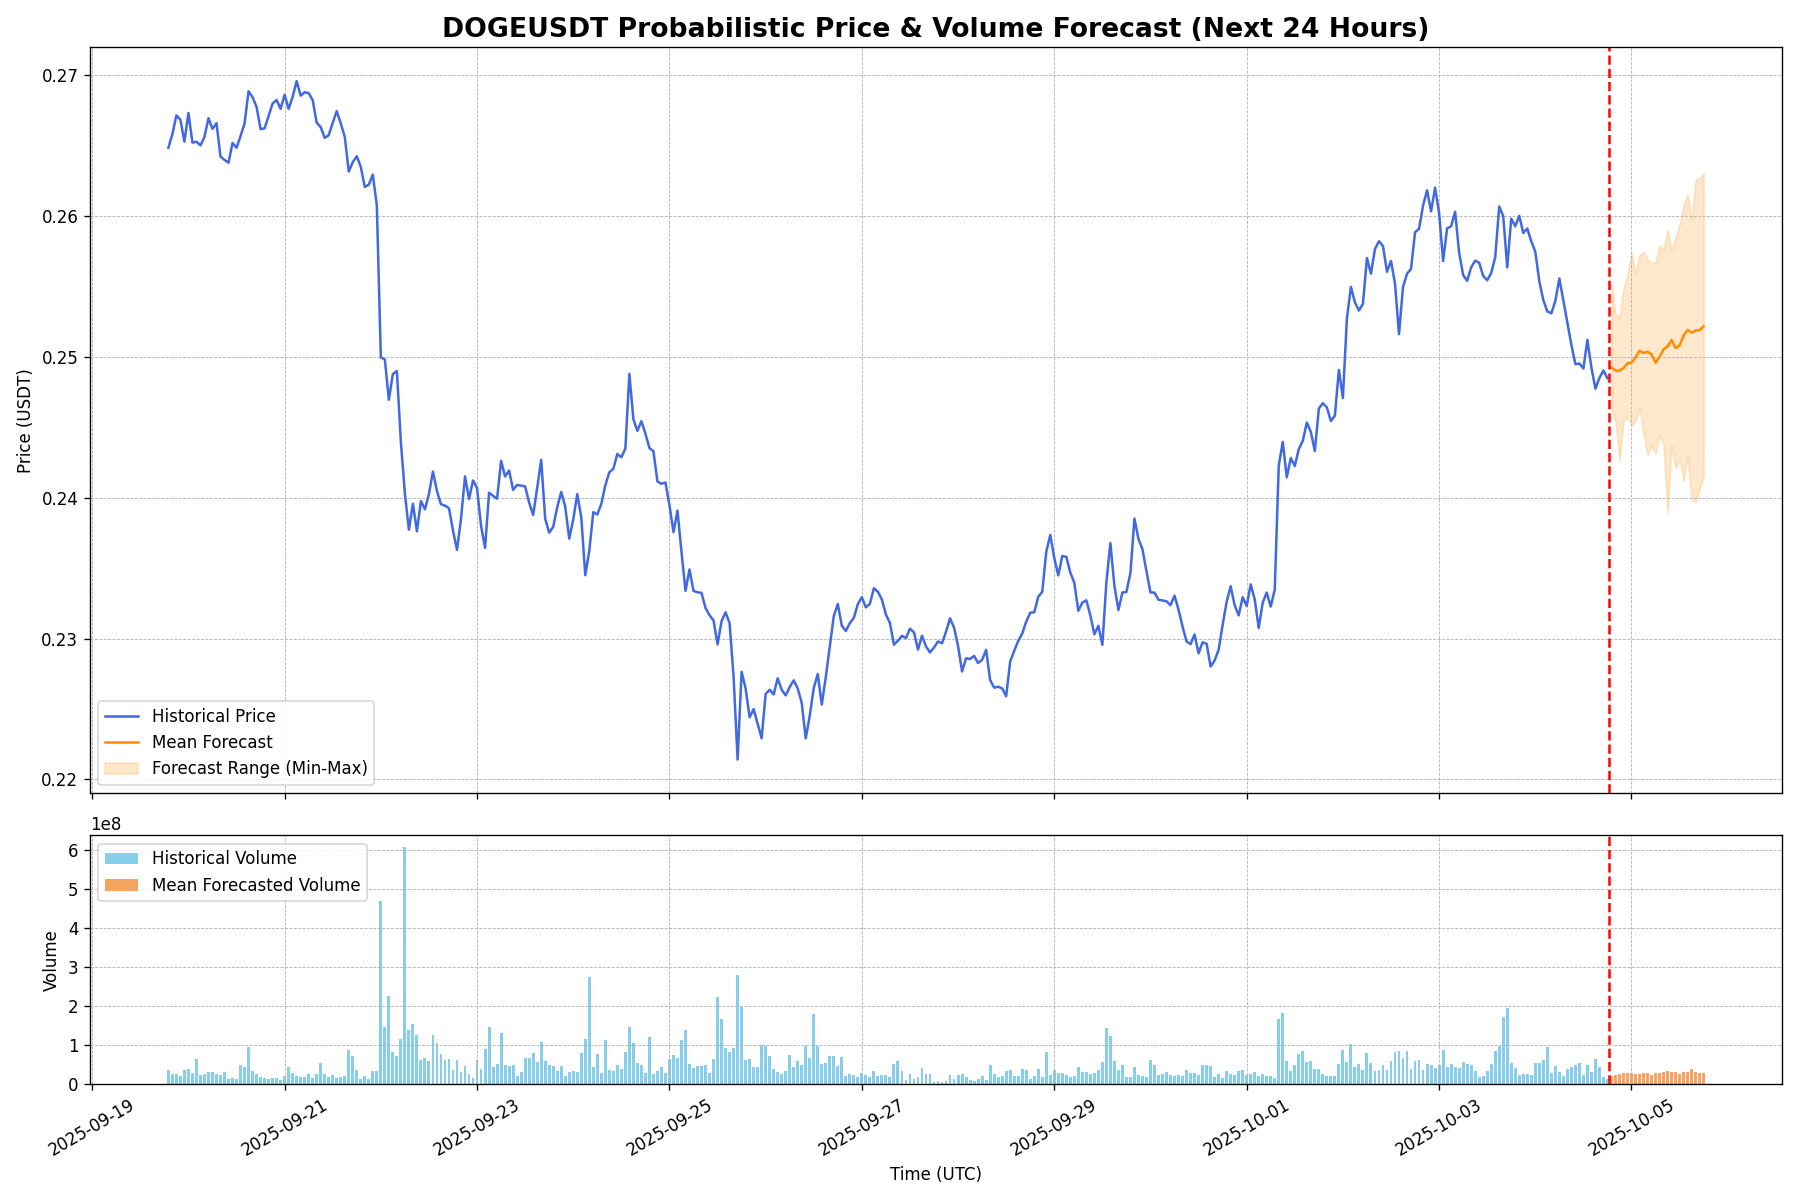 DOGEUSDT Probabilistic Price & Volume Forecast (Next 24 Hours)
0.27
0.26
0.25
0.24
0.23
0.22
Price (USDT)
Historical Price
Mean Forecast
Forecast Range (Min-Max)
1e8
6
5
4
3
2
1
0
Volume
Historical Volume
Mean Forecasted Volume
2025-09-19
2025-09-21
2025-09-23
2025-09-25
2025-09-27
2025-09-29
2025-10-01
2025-10-03
2025-10-05
Time (UTC)